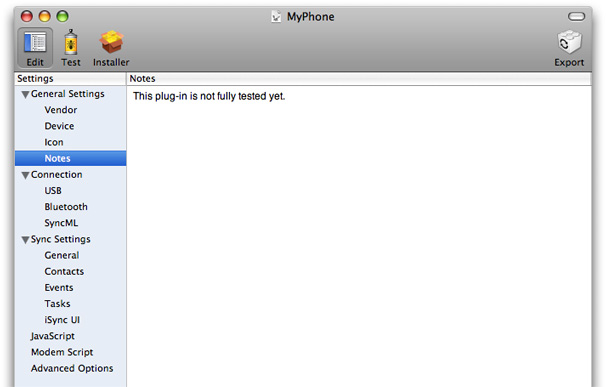 MyPhone
Edit Test Installer Export
Settings Notes
General Settings
Vendor
Device
Icon
Notes
Connection
USB
Bluetooth
SyncML
Sync Settings
General
Contacts
Events
Tasks
iSync UI
JavaScript
Modem Script
Advanced Options
This plug-in is not fully tested yet.